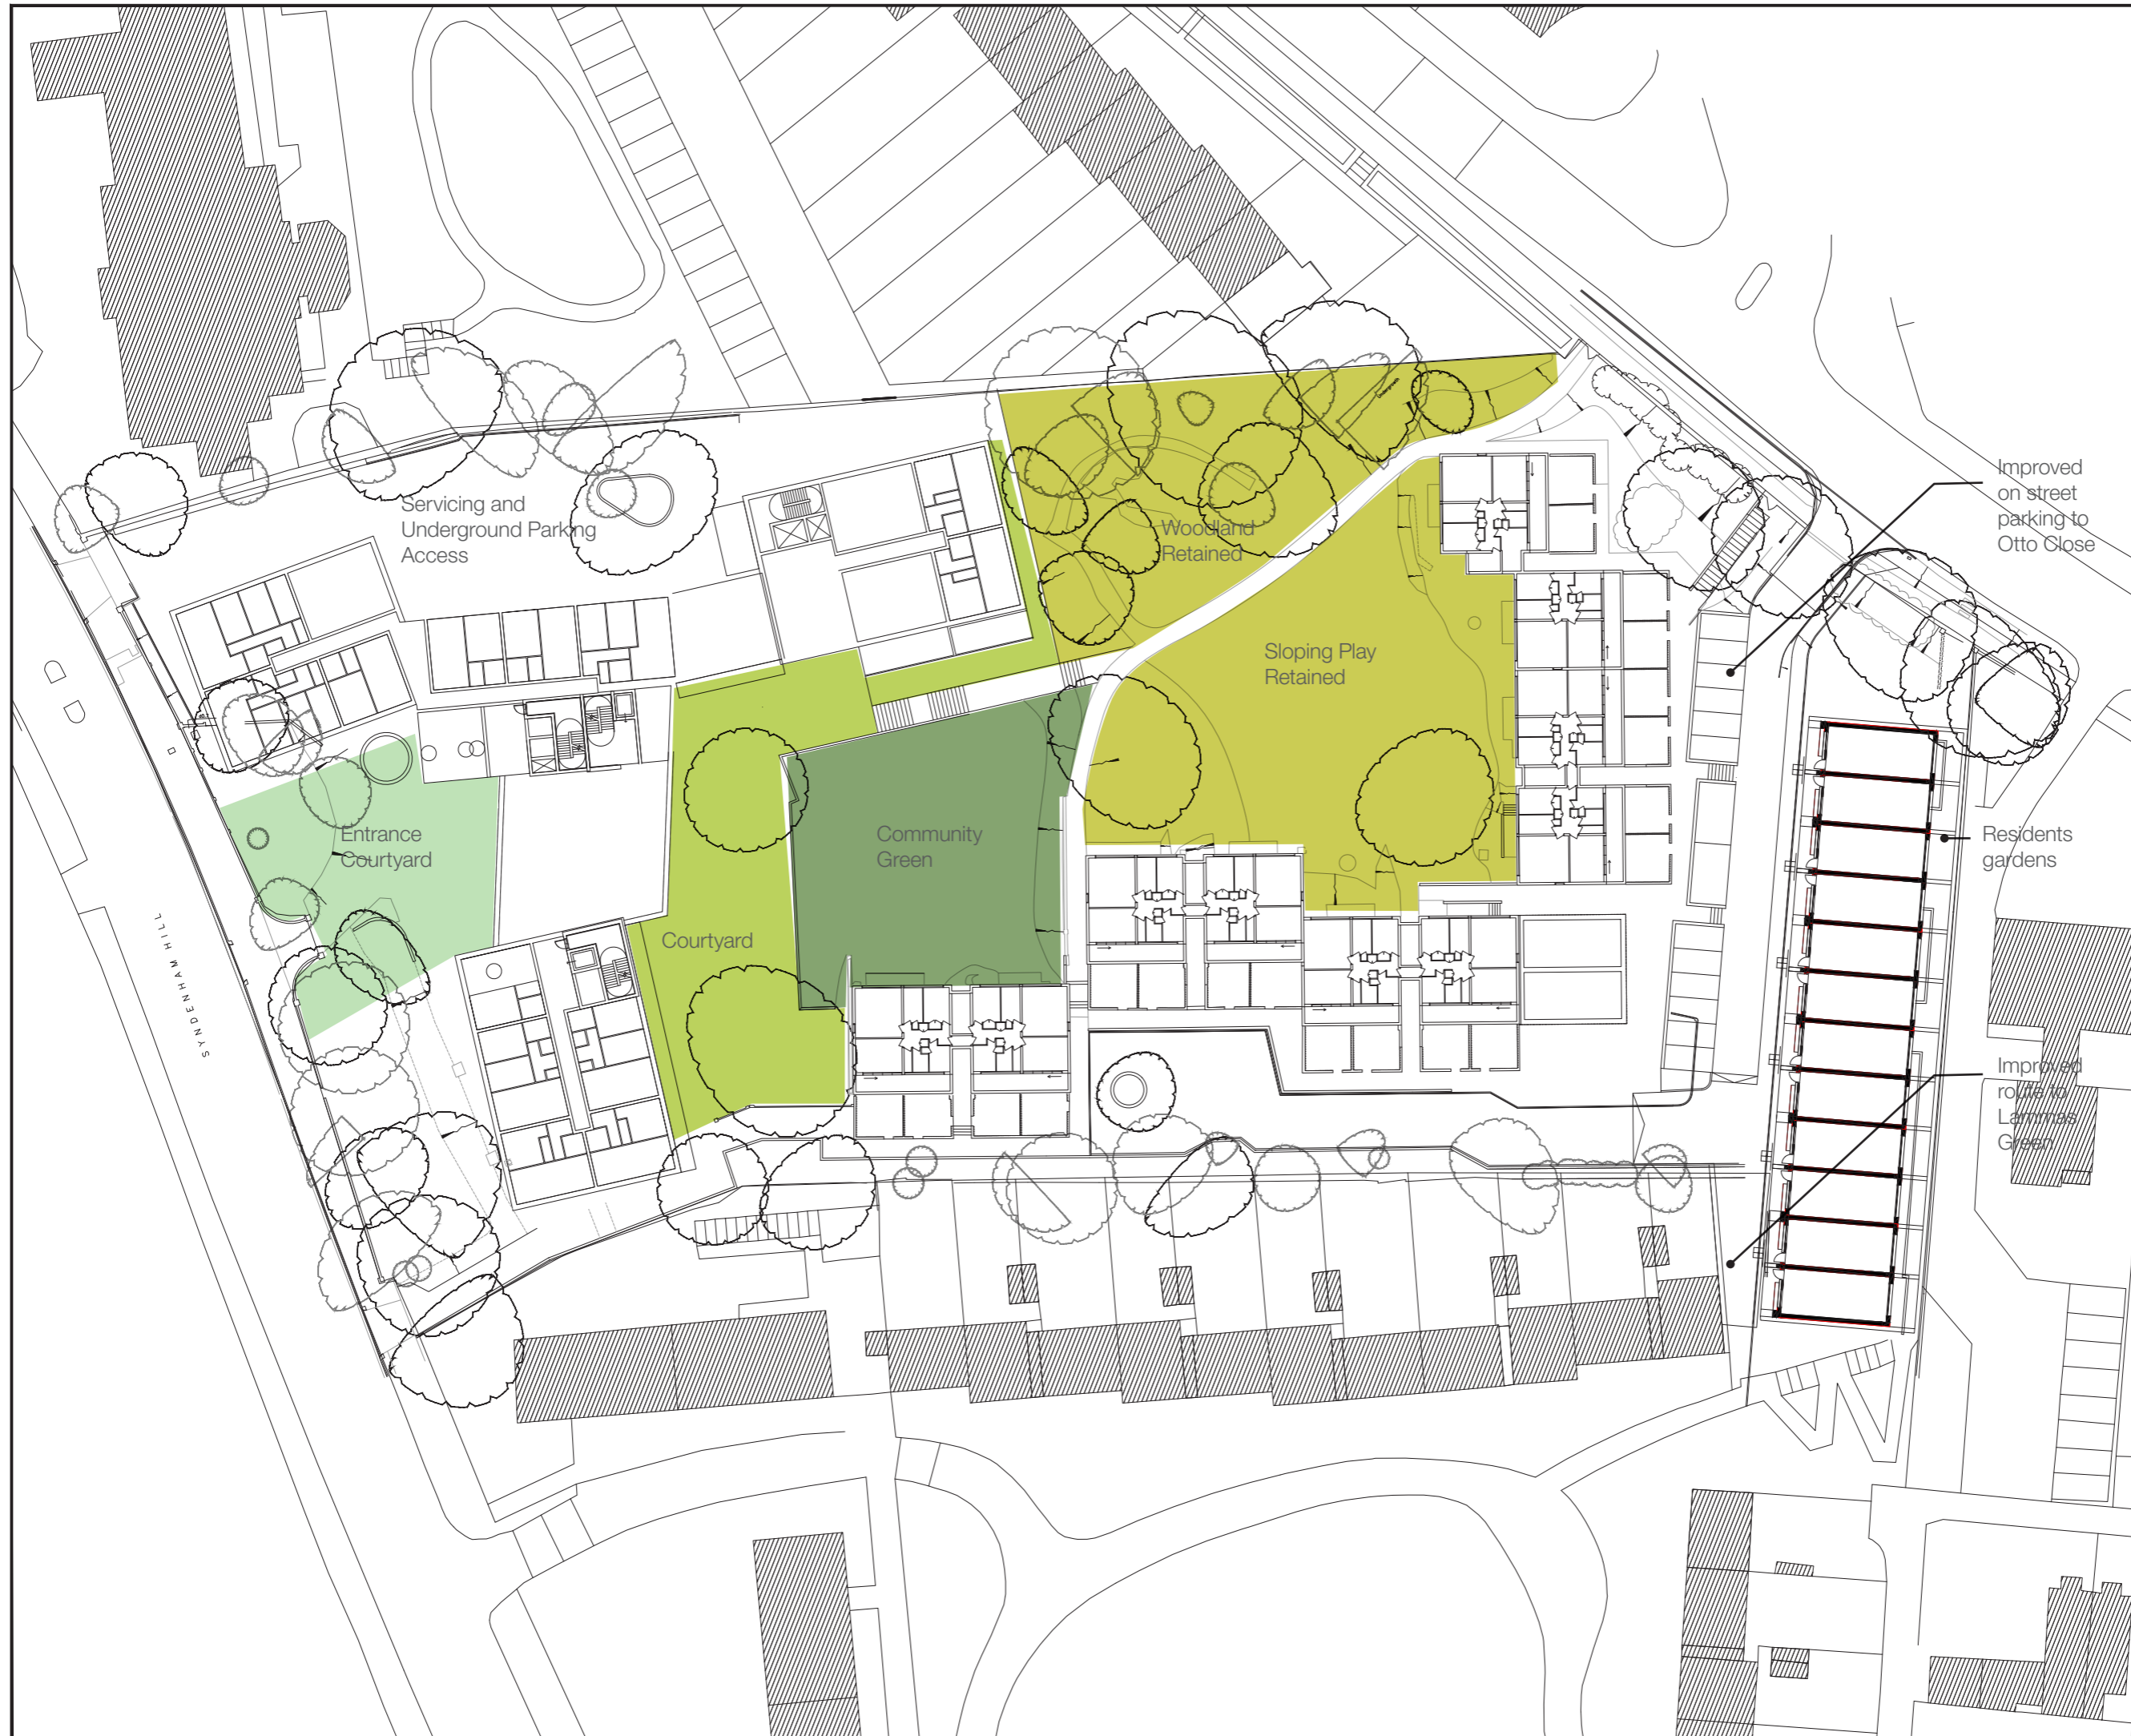 Servicing and
Underground Parking
Access
Woodland
Retained
Improved
on street
parking to
Otto Close
Sloping Play
Retained
Entrance
Courtyard
Community
Green
Residents
gardens
Courtyard
SYNDENHAM HILL
Improved
route to
Lammas
Green